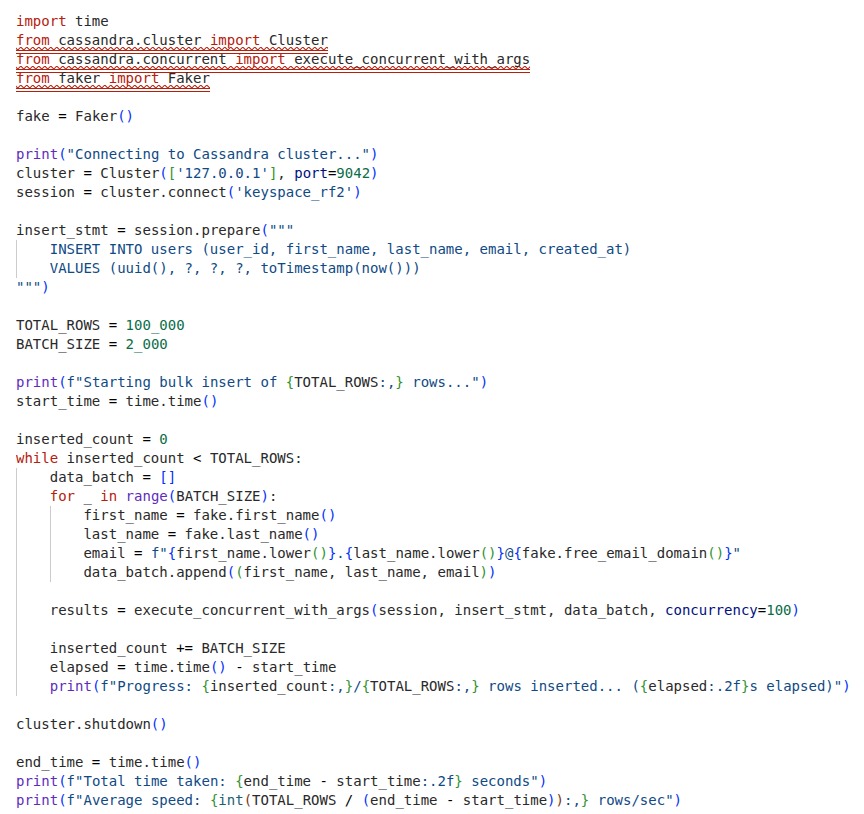 import time
from cassandra.cluster import Cluster
from cassandra.concurrent import execute_concurrent_with_args
from faker import Faker

fake = Faker()

print("Connecting to Cassandra cluster...")
cluster = Cluster(['127.0.0.1'], port=9042)
session = cluster.connect('keyspace_rf2')

insert_stmt = session.prepare("""
    INSERT INTO users (user_id, first_name, last_name, email, created_at)
    VALUES (uuid(), ?, ?, ?, toTimestamp(now()))
""")

TOTAL_ROWS = 100_000
BATCH_SIZE = 2_000

print(f"Starting bulk insert of {TOTAL_ROWS:,} rows...")
start_time = time.time()

inserted_count = 0
while inserted_count < TOTAL_ROWS:
    data_batch = []
    for _ in range(BATCH_SIZE):
        first_name = fake.first_name()
        last_name = fake.last_name()
        email = f"{first_name.lower()}.{last_name.lower()}@{fake.free_email_domain()}"
        data_batch.append((first_name, last_name, email))

    results = execute_concurrent_with_args(session, insert_stmt, data_batch, concurrency=100)

    inserted_count += BATCH_SIZE
    elapsed = time.time() - start_time
    print(f"Progress: {inserted_count:,}/{TOTAL_ROWS:,} rows inserted... ({elapsed:.2f}s elapsed)")

cluster.shutdown()

end_time = time.time()
print(f"Total time taken: {end_time - start_time:.2f} seconds")
print(f"Average speed: {int(TOTAL_ROWS / (end_time - start_time)):,} rows/sec")